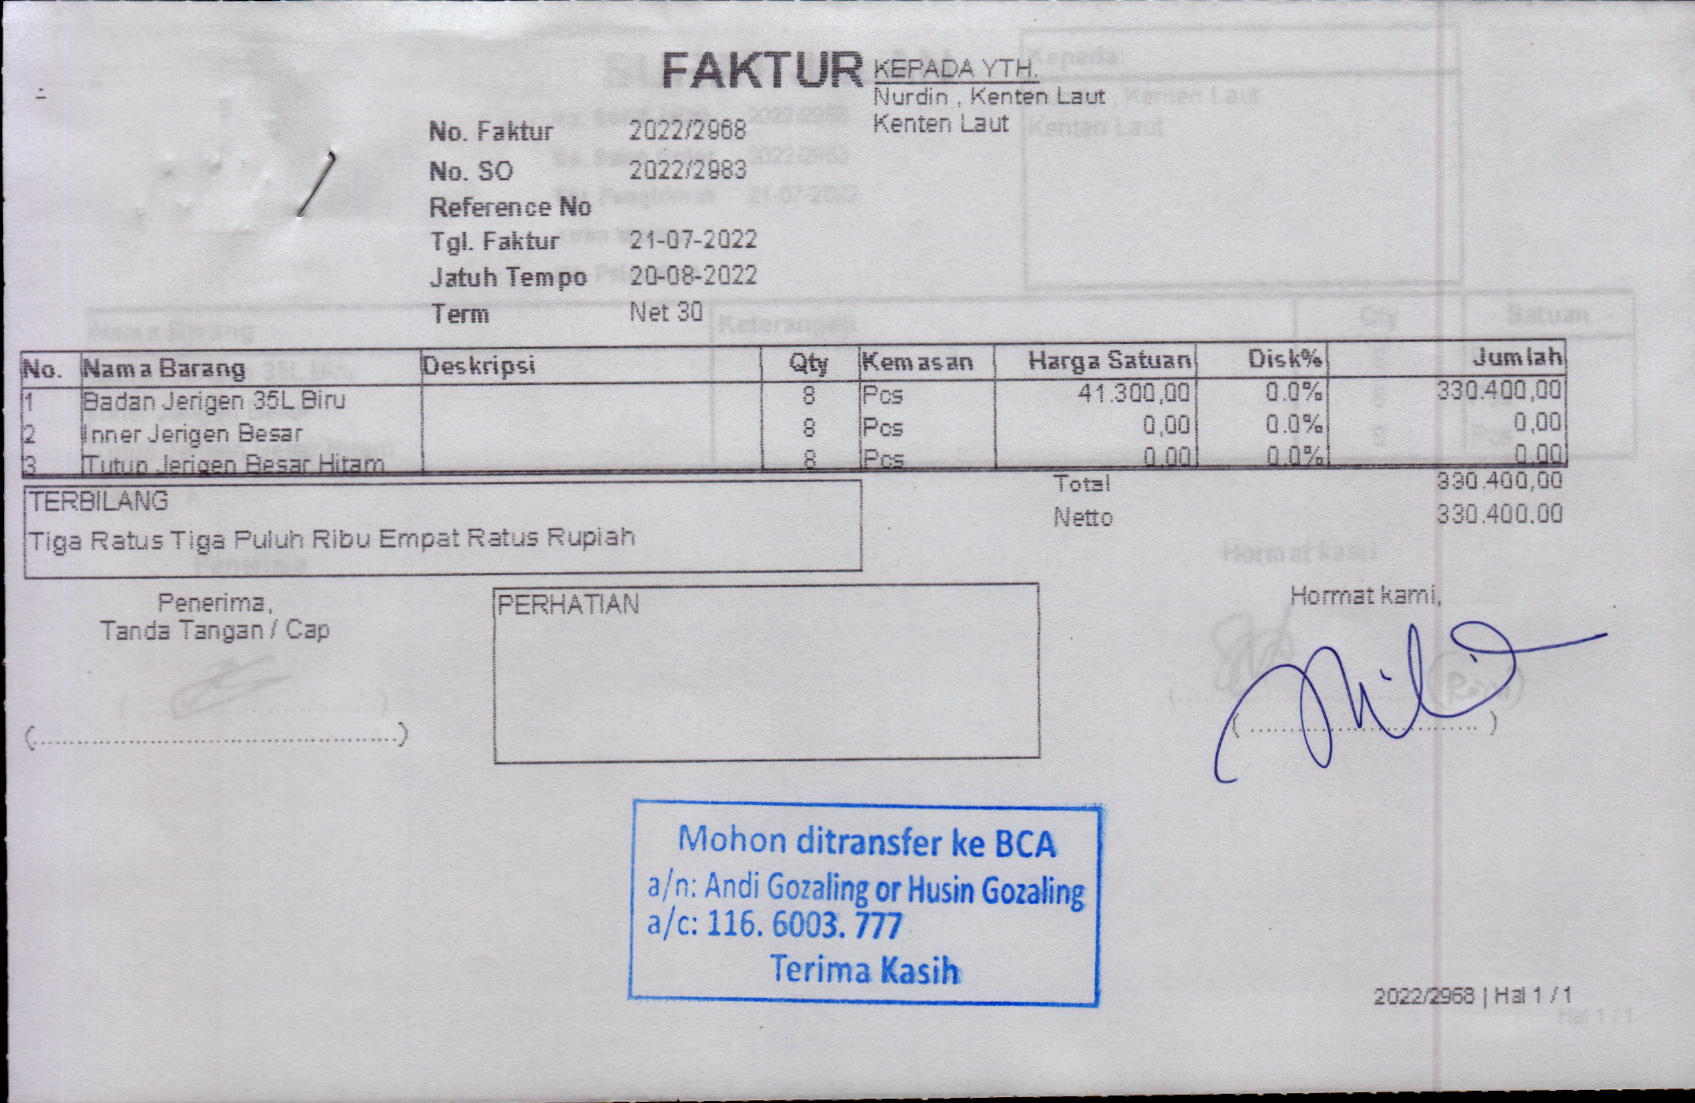 FAKTUR
KEPADA YTH.
Nurdin , Kenten Laut
Kenten Laut
No. Faktur 2022/2968
No. SO 2022/2983
Reference No
Tgl. Faktur 21-07-2022
Jatuh Tempo 20-08-2022
Term Net 30
No. Nama Barang Deskripsi Qty Kemasan Harga Satuan Disk% Jumlah
1 Badan Jerigen 35L Biru 8 Pcs 41.300,00 0.0% 330.400,00
2 Inner Jerigen Besar 8 Pcs 0,00 0.0% 0,00
3 Tutup Jerigen Besar Hitam 8 Pcs 0,00 0.0% 0,00
Total 330.400,00
Netto 330.400,00
TERBILANG
Tiga Ratus Tiga Puluh Ribu Empat Ratus Rupiah
Penerima,
Tanda Tangan / Cap
(..................................................)
PERHATIAN
Hormat kami,
( .................................. )
Mohon ditransfer ke BCA
a/n: Andi Gozaling or Husin Gozaling
a/c: 116. 6003. 777
Terima Kasih
2022/2968 | Hal 1 / 1